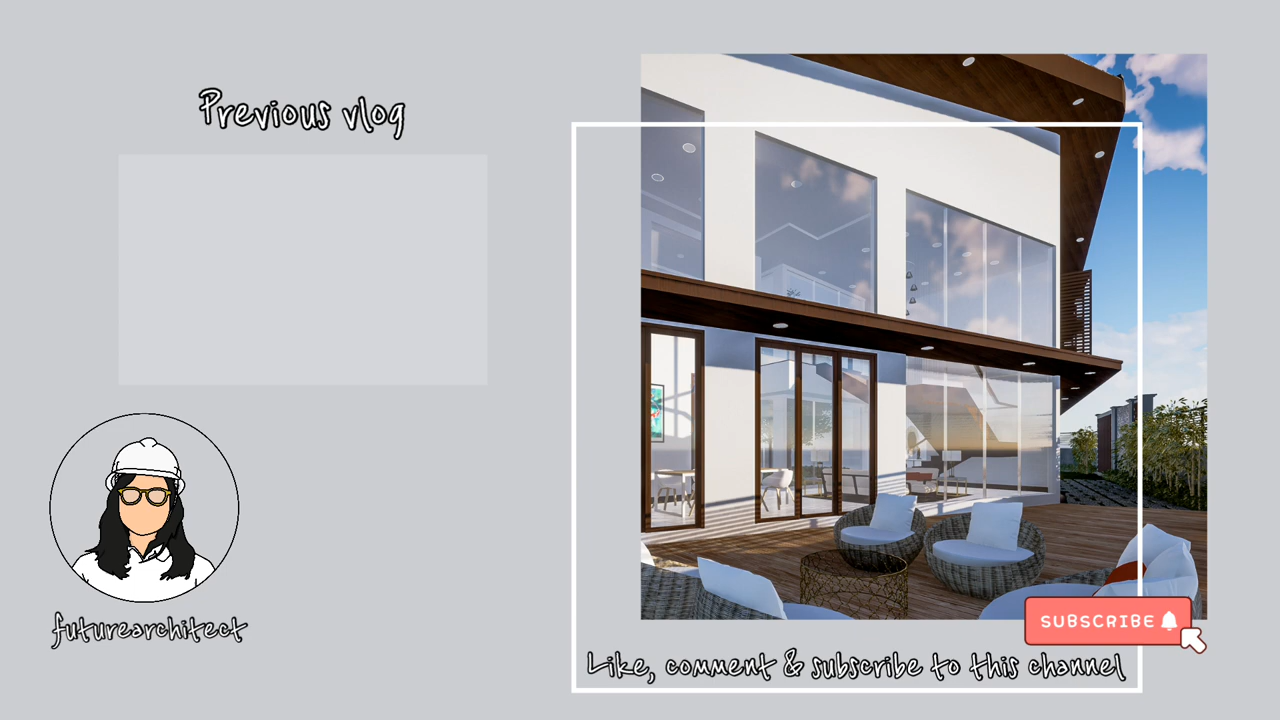 Previous vlog
futurearchitect
SUBSCRIBE
Like, comment & subscribe to this channel